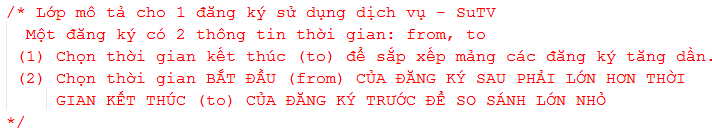 /* Lớp mô tả cho 1 đăng ký sử dụng dịch vụ - SuTV
Một đăng ký có 2 thông tin thời gian: from, to
(1) Chọn thời gian kết thúc (to) để sắp xếp mảng các đăng ký tăng dần.
(2) Chọn thời gian BẮT ĐẦU (from) CỦA ĐĂNG KÝ SAU PHẢI LỚN HƠN THỜI
GIAN KẾT THÚC (to) CỦA ĐĂNG KÝ TRƯỚC ĐỂ SO SÁNH LỚN NHỎ
*/